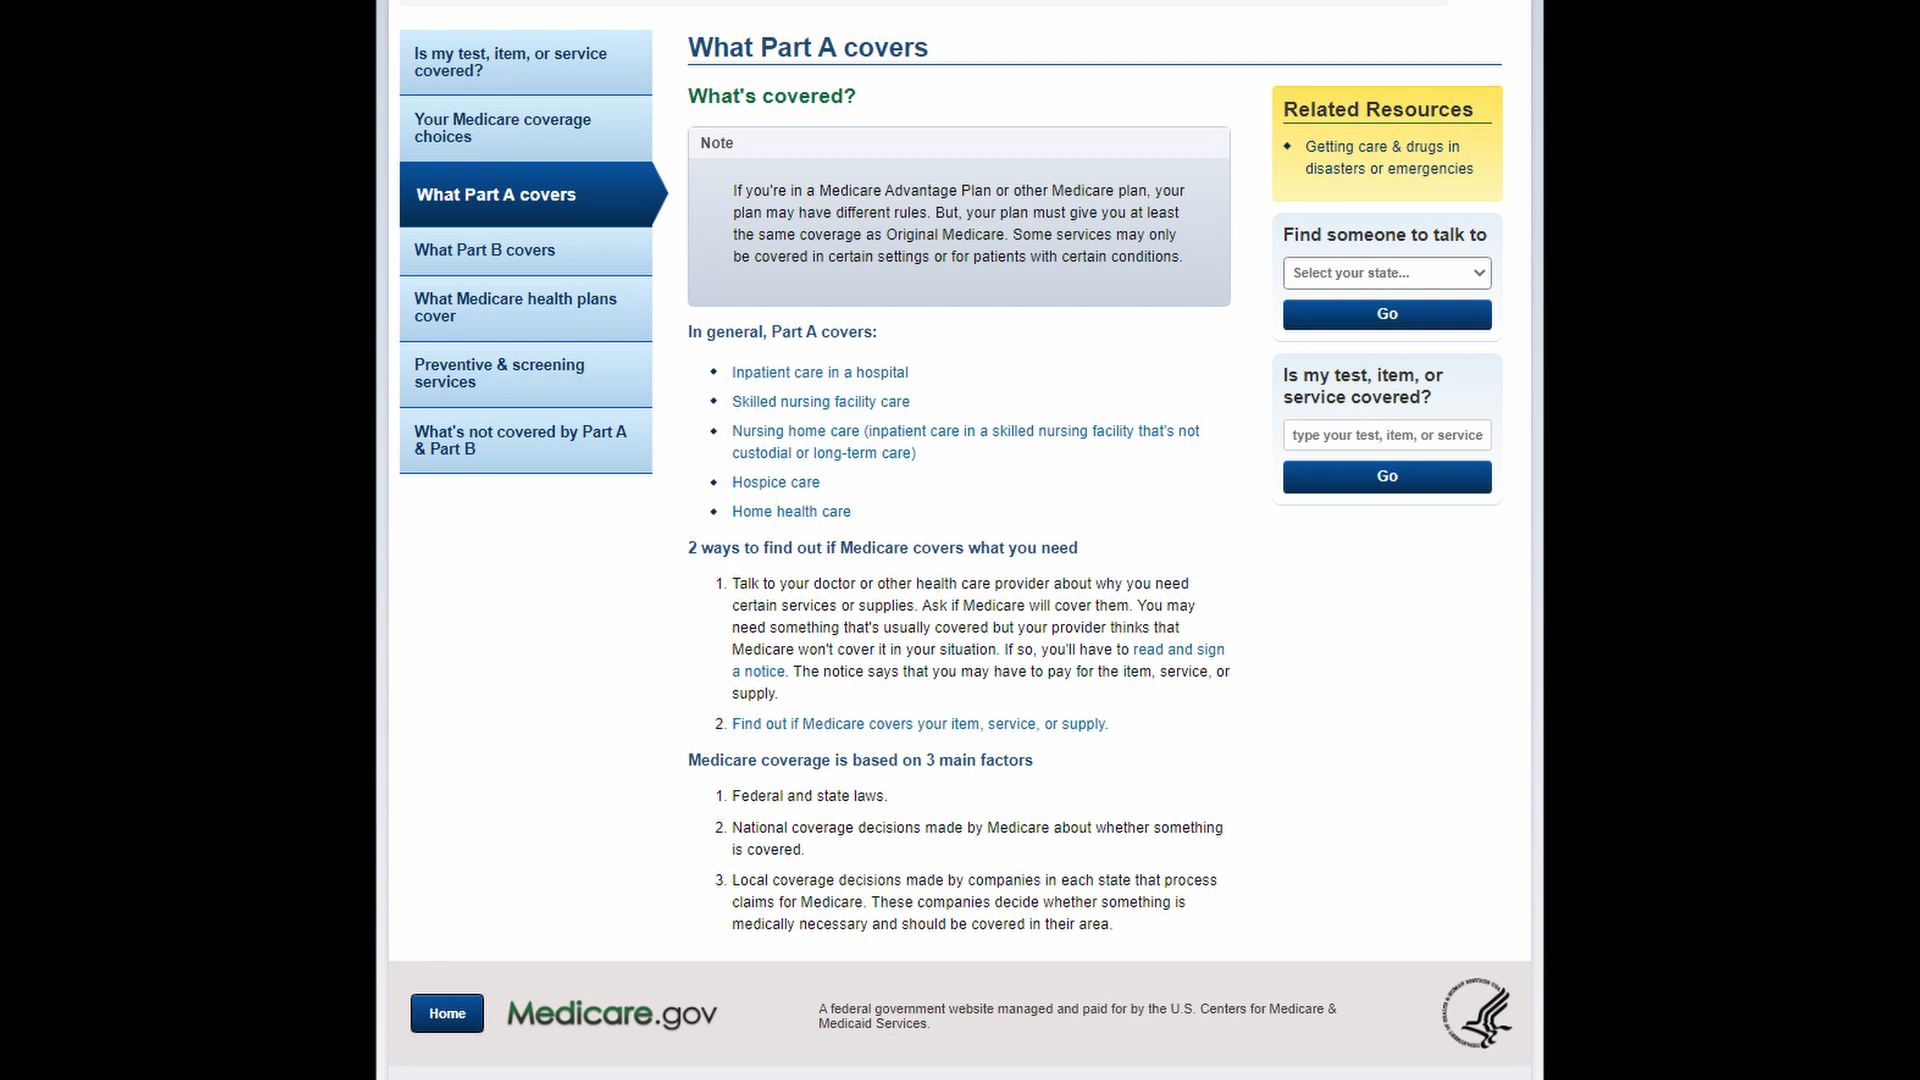 Is my test, item, or service
covered?
Your Medicare coverage
choices
What Part A covers
What Part B covers
What Medicare health plans
cover
Preventive & screening
services
What's not covered by Part A
& Part B
What Part A covers
What's covered?
Note
If you're in a Medicare Advantage Plan or other Medicare plan, your
plan may have different rules. But, your plan must give you at least
the same coverage as Original Medicare. Some services may only
be covered in certain settings or for patients with certain conditions.
In general, Part A covers:
Inpatient care in a hospital
Skilled nursing facility care
Nursing home care (inpatient care in a skilled nursing facility that's not
custodial or long-term care)
Hospice care
Home health care
2 ways to find out if Medicare covers what you need
1. Talk to your doctor or other health care provider about why you need
certain services or supplies. Ask if Medicare will cover them. You may
need something that's usually covered but your provider thinks that
Medicare won't cover it in your situation. If so, you'll have to read and sign
a notice. The notice says that you may have to pay for the item, service, or
supply.
2. Find out if Medicare covers your item, service, or supply.
Medicare coverage is based on 3 main factors
1. Federal and state laws.
2. National coverage decisions made by Medicare about whether something
is covered.
3. Local coverage decisions made by companies in each state that process
claims for Medicare. These companies decide whether something is
medically necessary and should be covered in their area.
Related Resources
Getting care & drugs in
disasters or emergencies
Find someone to talk to
Select your state...
Go
Is my test, item, or
service covered?
type your test, item, or service
Go
Home
Medicare.gov
A federal government website managed and paid for by the U.S. Centers for Medicare &
Medicaid Services.